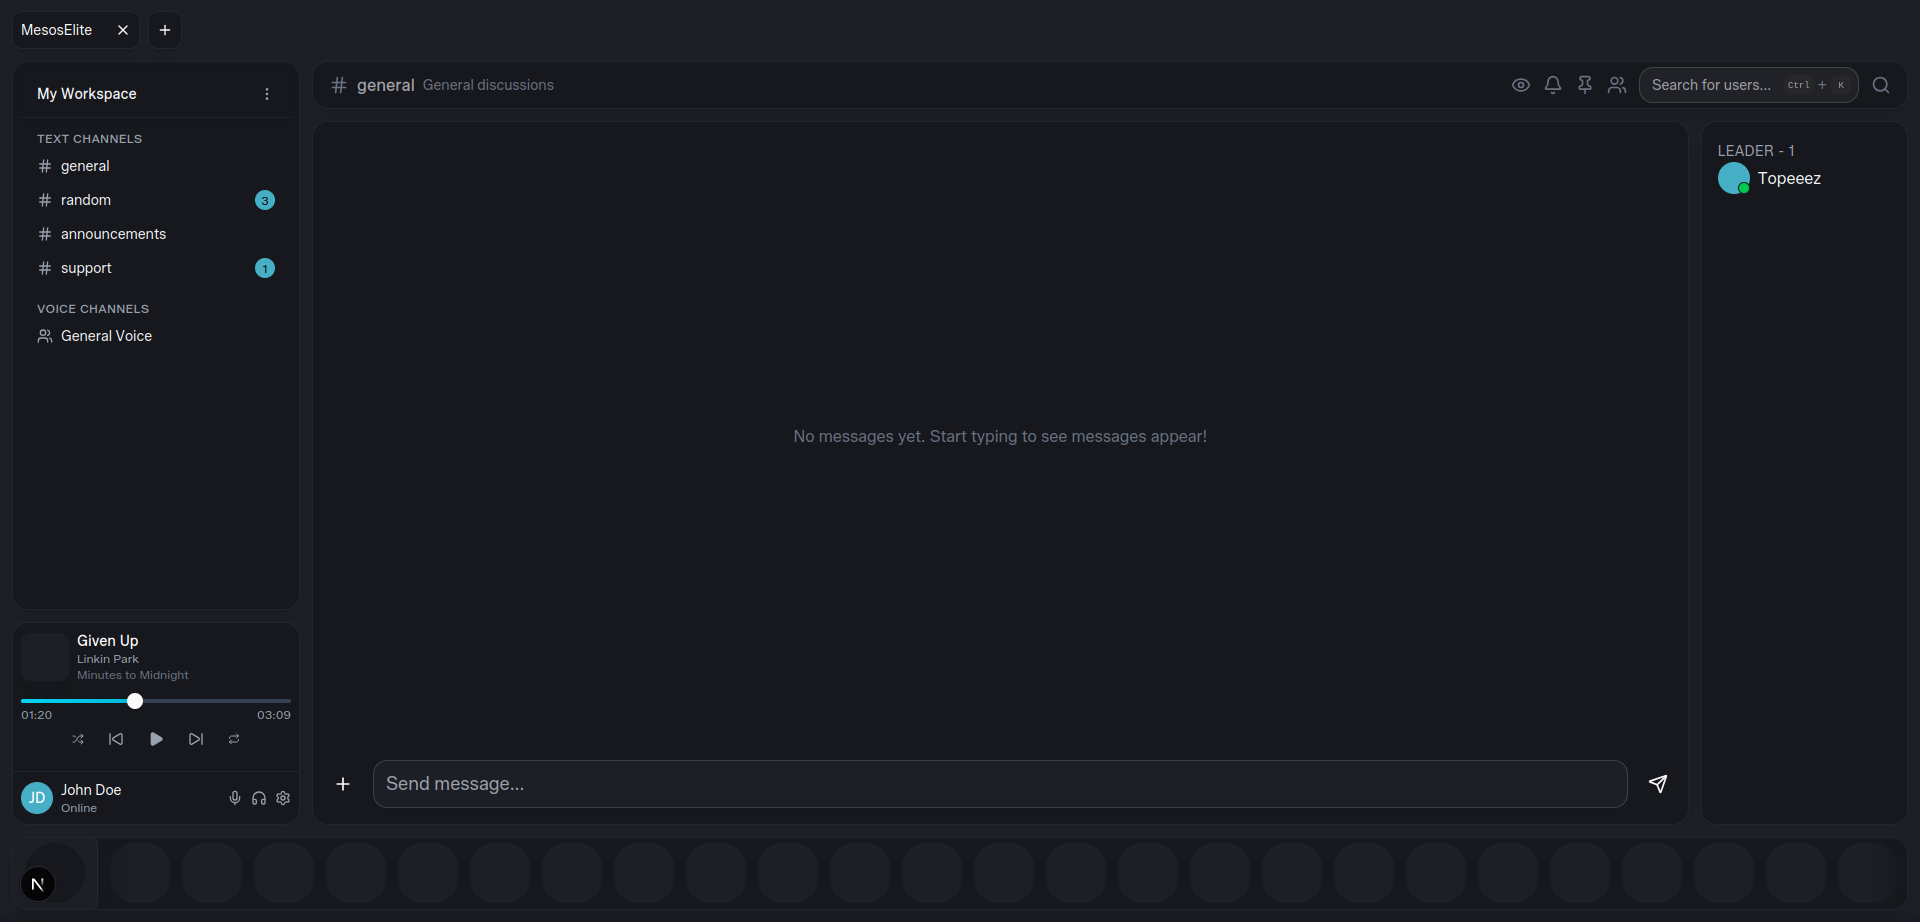 MesosElite
My Workspace
TEXT CHANNELS
general
random 3
announcements
support 1
VOICE CHANNELS
General Voice
Given Up
Linkin Park
Minutes to Midnight
01:20 03:09
JD John Doe
Online
general General discussions
Search for users... Ctrl + K
No messages yet. Start typing to see messages appear!
Send message...
LEADER - 1
Topeeez
N